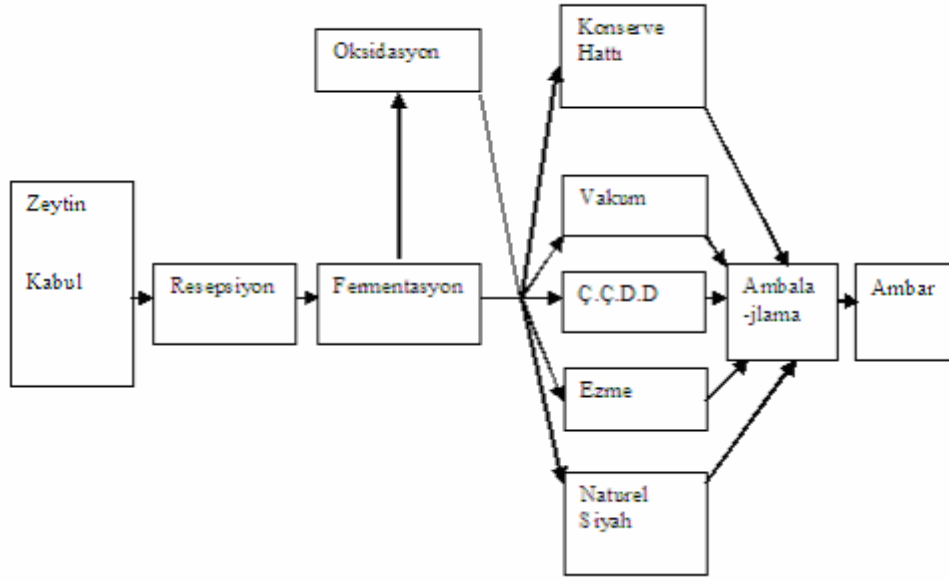 Oksidasyon
Konserve
Hattı
Zeytin
Kabul
Resepsiyon
Fermentasyon
Vakum
Ç.Ç.D.D
Ezme
Naturel
Siyah
Ambala
-jlama
Ambar